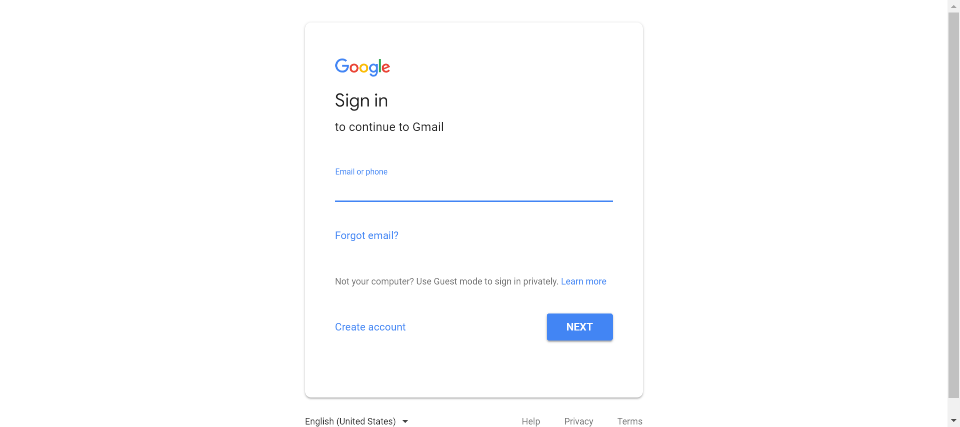 Google
Sign in
to continue to Gmail
Email or phone
Forgot email?
Not your computer? Use Guest mode to sign in privately. Learn more
Create account NEXT
English (United States) Help Privacy Terms